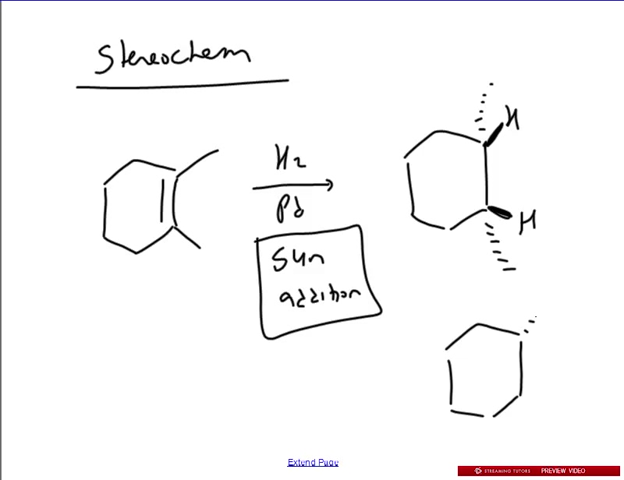 Stereochem
H2
Pd
Syn
addition
H
H
Extend Page
STREAMING TUTORS PREVIEW VIDEO